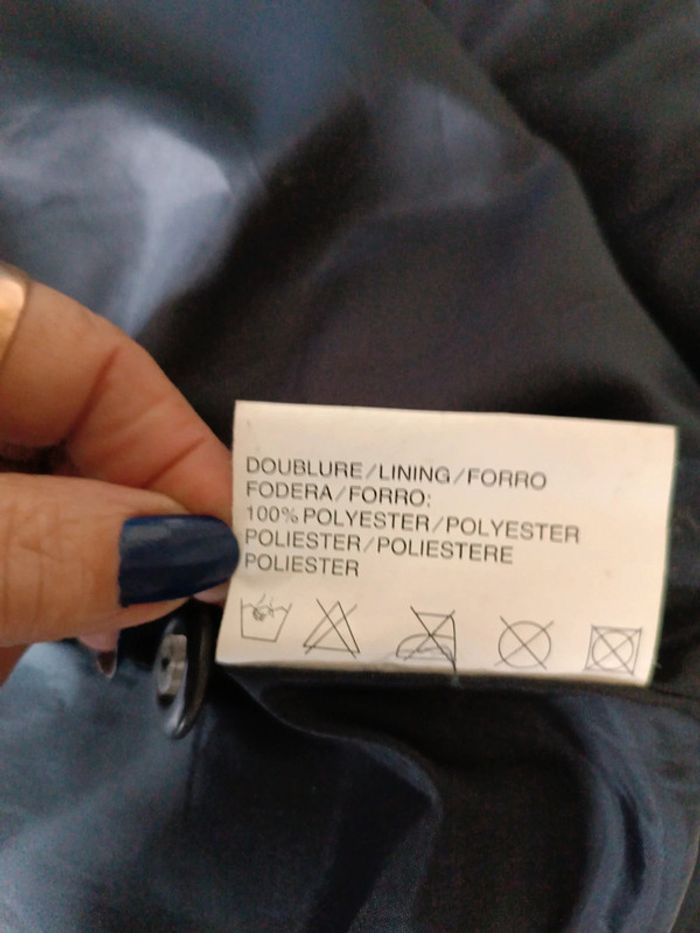 DOUBLURE/LINING/FORRO
FODERA/FORRO:
100% POLYESTER/POLYESTER
POLIESTER/POLIESTERE
POLIESTER